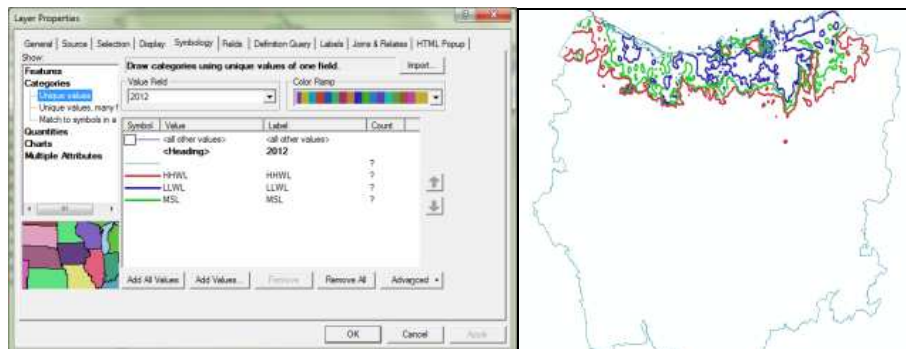 Layer Properties
General | Source | Selection | Display | Symbology | Fields | Definition Query | Labels | Joins & Relates | HTML Popup
Show:
Features
Categories
Unique values
Unique values, many f
Match to symbols in a
Quantities
Charts
Multiple Attributes
Draw categories using unique values of one field.
Import...
Value Field
2012
Color Ramp
Symbol Value Label Count
<all other values> <all other values>
<Heading> 2012
?
HHWL HHWL ?
LLWL LLWL ?
MSL MSL ?
Add All Values Add Values... Remove Remove All Advanced
OK Cancel Apply